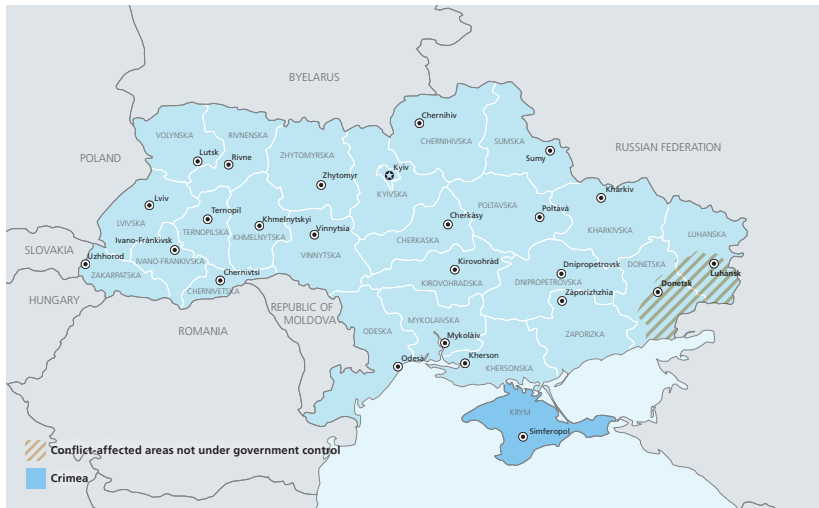 BYELARUS
Chernihiv
VOLYNSKA
RIVNENSKA
CHERNIHIVSKA
SUMSKA
RUSSIAN FEDERATION
ZHYTOMYRSKA
POLAND
Lutsk
Rivne
Sumy
Kyiv
Zhytomyr
KYIVSKA
Kharkiv
Lviv
POLTAVSKA
Ternopil
Poltava
LVIVSKA
Khmelnytskyi
Cherkasy
TERNOPILSKA
Vinnytsia
KHARKIVSKA
LUHANSKA
KHMELNYTSKA
Ivano-Frankivsk
CHERKASKA
SLOVAKIA
Uzhhorod
VINNYTSKA
IVANO-FRANKIVSKA
Kirovohrad
Dnipropetrovsk
DONETSKA
ZAKARPATSKA
Chernivtsi
Luhansk
KIROVOHRADSKA
DNIPROPETROVSKA
Donetsk
CHERNIVETSKA
Zaporizhzhia
HUNGARY
REPUBLIC OF
MOLDOVA
MYKOLAIVSKA
ROMANIA
ODESKA
Mykolaiv
ZAPORIZKA
Odesa
Kherson
KHERSONSKA
KRYM
Simferopol
Conflict-affected areas not under government control
Crimea